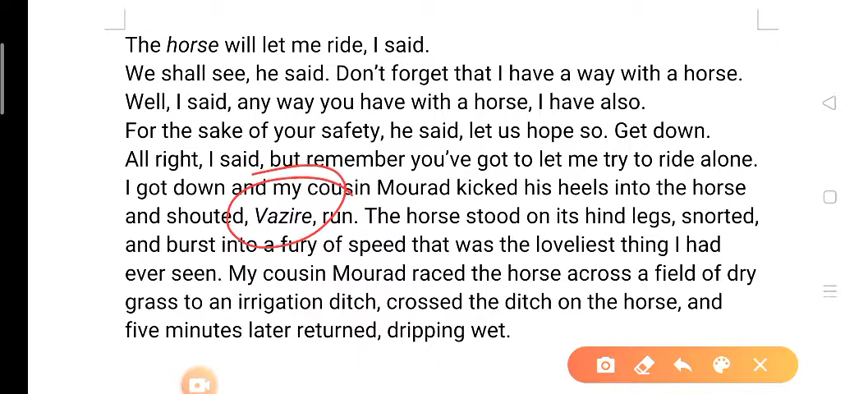 The horse will let me ride, I said.
We shall see, he said. Don’t forget that I have a way with a horse.
Well, I said, any way you have with a horse, I have also.
For the sake of your safety, he said, let us hope so. Get down.
All right, I said, but remember you’ve got to let me try to ride alone.
I got down and my cousin Mourad kicked his heels into the horse
and shouted, Vazire, run. The horse stood on its hind legs, snorted,
and burst into a fury of speed that was the loveliest thing I had
ever seen. My cousin Mourad raced the horse across a field of dry
grass to an irrigation ditch, crossed the ditch on the horse, and
five minutes later returned, dripping wet.